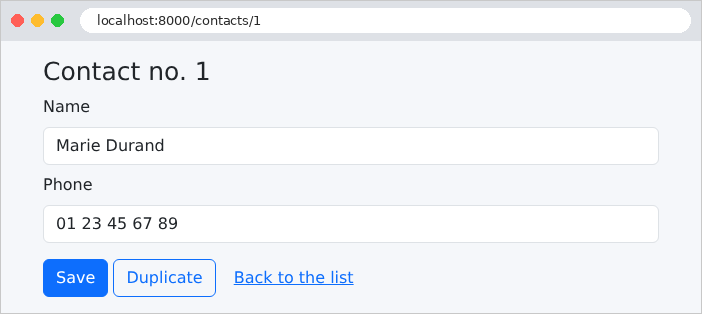 localhost:8000/contacts/1
Contact no. 1
Name
Marie Durand
Phone
01 23 45 67 89
Save Duplicate Back to the list